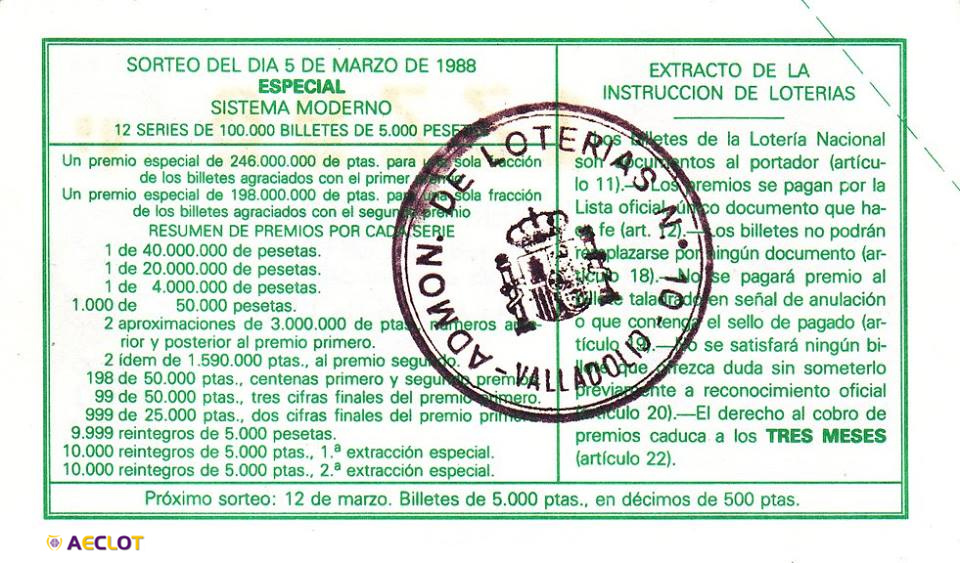 SORTEO DEL DIA 5 DE MARZO DE 1988
ESPECIAL
SISTEMA MODERNO
12 SERIES DE 100.000 BILLETES DE 5.000 PESETAS
Un premio especial de 246.000.000 de ptas. para una sola fracción
de los billetes agraciados con el primer premio
Un premio especial de 198.000.000 de ptas. para una sola fracción
de los billetes agraciados con el segundo premio
RESUMEN DE PREMIOS POR CADA SERIE
1 de 40.000.000 de pesetas.
1 de 20.000.000 de pesetas.
1 de 4.000.000 de pesetas.
1.000 de 50.000 pesetas.
2 aproximaciones de 3.000.000 de ptas., números ante-
rior y posterior al premio primero.
2 ídem de 1.590.000 ptas., al premio segundo.
198 de 50.000 ptas., centenas primero y segundo premios.
99 de 50.000 ptas., tres cifras finales del premio primero.
999 de 25.000 ptas., dos cifras finales del premio primero.
9.999 reintegros de 5.000 pesetas.
10.000 reintegros de 5.000 ptas., 1.ª extracción especial.
10.000 reintegros de 5.000 ptas., 2.ª extracción especial.
EXTRACTO DE LA
INSTRUCCION DE LOTERIAS
Los billetes de la Lotería Nacional
son documentos al portador (artícu-
lo 11).—Los premios se pagan por la
Lista oficial, único documento que ha-
ce fe (art. 12).—Los billetes no podrán
reemplazarse por ningún documento (ar-
tículo 18).—No se pagará premio al
billete taladrado en señal de anulación
o que contenga el sello de pagado (ar-
tículo 19).—No se satisfará ningún bi-
llete que ofrezca duda sin someterlo
previamente a reconocimiento oficial
(artículo 20).—El derecho al cobro de
premios caduca a los TRES MESES
(artículo 22).
ADMON. DE LOTERIAS N.º 10 -
- VALLADOLID
Próximo sorteo: 12 de marzo. Billetes de 5.000 ptas., en décimos de 500 ptas.
AECLOT